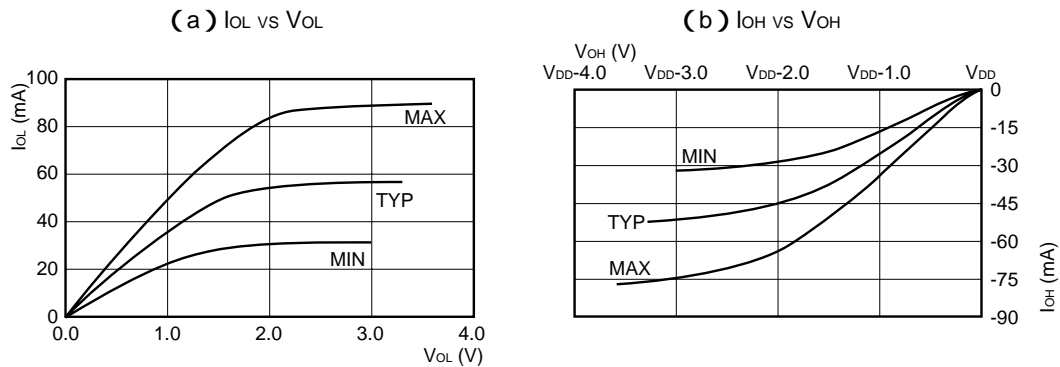 (a) IOL VS VOL
IOL (mA)
100
80
60
40
20
0
MAX
TYP
MIN
0.0 1.0 2.0 3.0 4.0
VOL (V)
(b) IOH VS VOH
VOH (V)
VDD-4.0 VDD-3.0 VDD-2.0 VDD-1.0 VDD
0
-15
-30
-45
-60
-75
-90
MIN
TYP
MAX
IOH (mA)